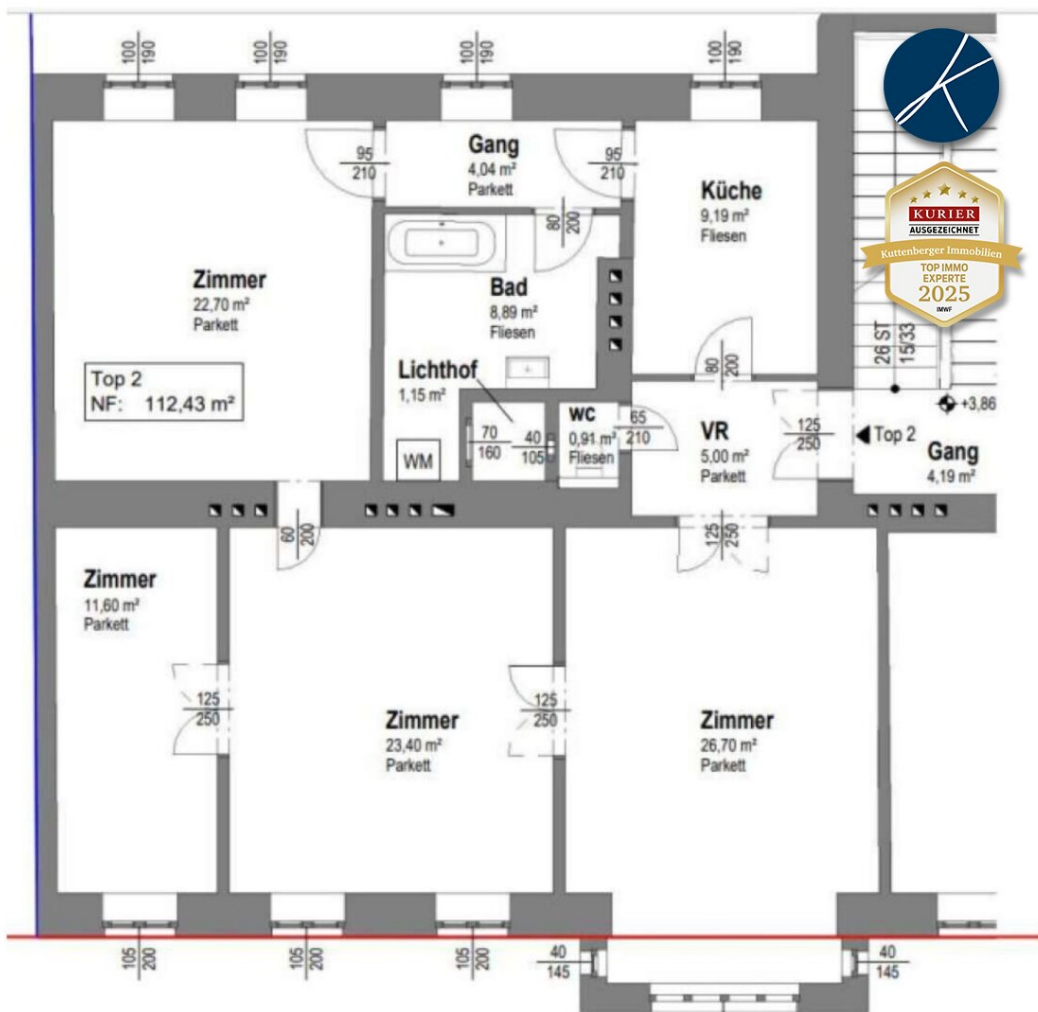 100
190
100
190
100
190
100
190
Gang
4,04 m²
Parkett
95
210
95
210
Küche
9,19 m²
Fliesen
KURIER
AUSGEZEICHNET
Kuttenberger Immobilien
TOP IMMO
EXPERTE
2025
IMWF
80
200
Zimmer
22,70 m²
Parkett
Bad
8,89 m²
Fliesen
26 ST
15/33
Top 2
NF: 112,43 m²
Lichthof
1,15 m²
80
200
+3,86
WC
0,91 m²
Fliesen
65
210
VR
5,00 m²
Parkett
125
250
Top 2
Gang
4,19 m²
70
160
40
105
WM
60
200
125
250
Zimmer
11,60 m²
Parkett
125
250
Zimmer
23,40 m²
Parkett
125
250
Zimmer
26,70 m²
Parkett
105
200
105
200
105
200
40
145
40
145